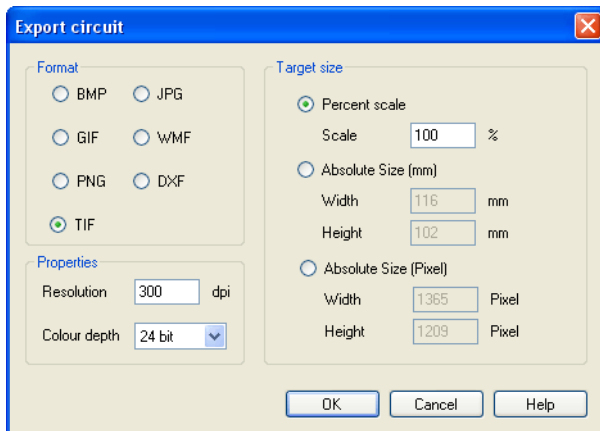 Export circuit
Format
BMP JPG
GIF WMF
PNG DXF
TIF
Properties
Resolution 300 dpi
Colour depth 24 bit
Target size
Percent scale
Scale 100 %
Absolute Size (mm)
Width 116 mm
Height 102 mm
Absolute Size (Pixel)
Width 1365 Pixel
Height 1209 Pixel
OK Cancel Help